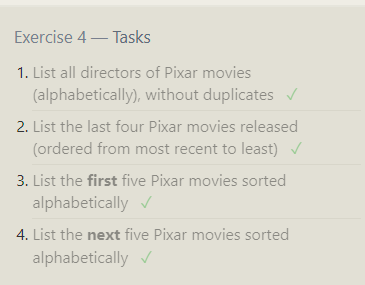 Exercise 4 — Tasks
1. List all directors of Pixar movies
(alphabetically), without duplicates ✓
2. List the last four Pixar movies released
(ordered from most recent to least) ✓
3. List the first five Pixar movies sorted
alphabetically ✓
4. List the next five Pixar movies sorted
alphabetically ✓